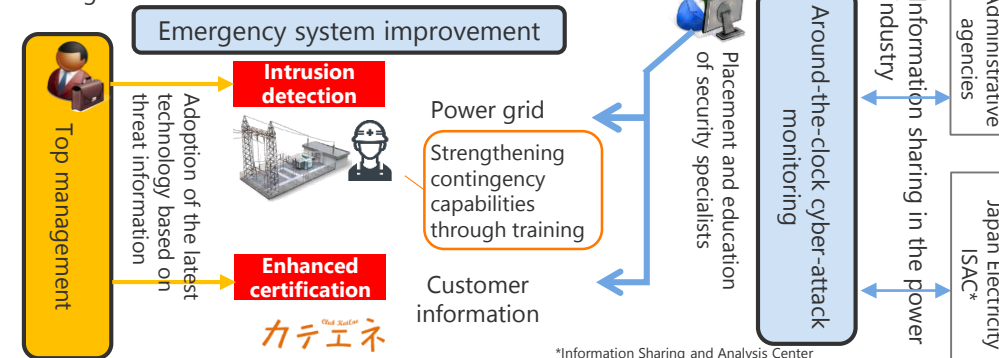 Emergency system improvement
Top management
Adoption of the latest
technology based on
threat information
Intrusion
detection
Power grid
Strengthening
contingency
capabilities
through training
Enhanced
certification
Customer
information
カテエネ
Placement and education
of security specialists
Around-the-clock cyber-attack
monitoring
Information sharing in the power
industry
Administrative
agencies
Japan Electricity
ISAC*
*Information Sharing and Analysis Center